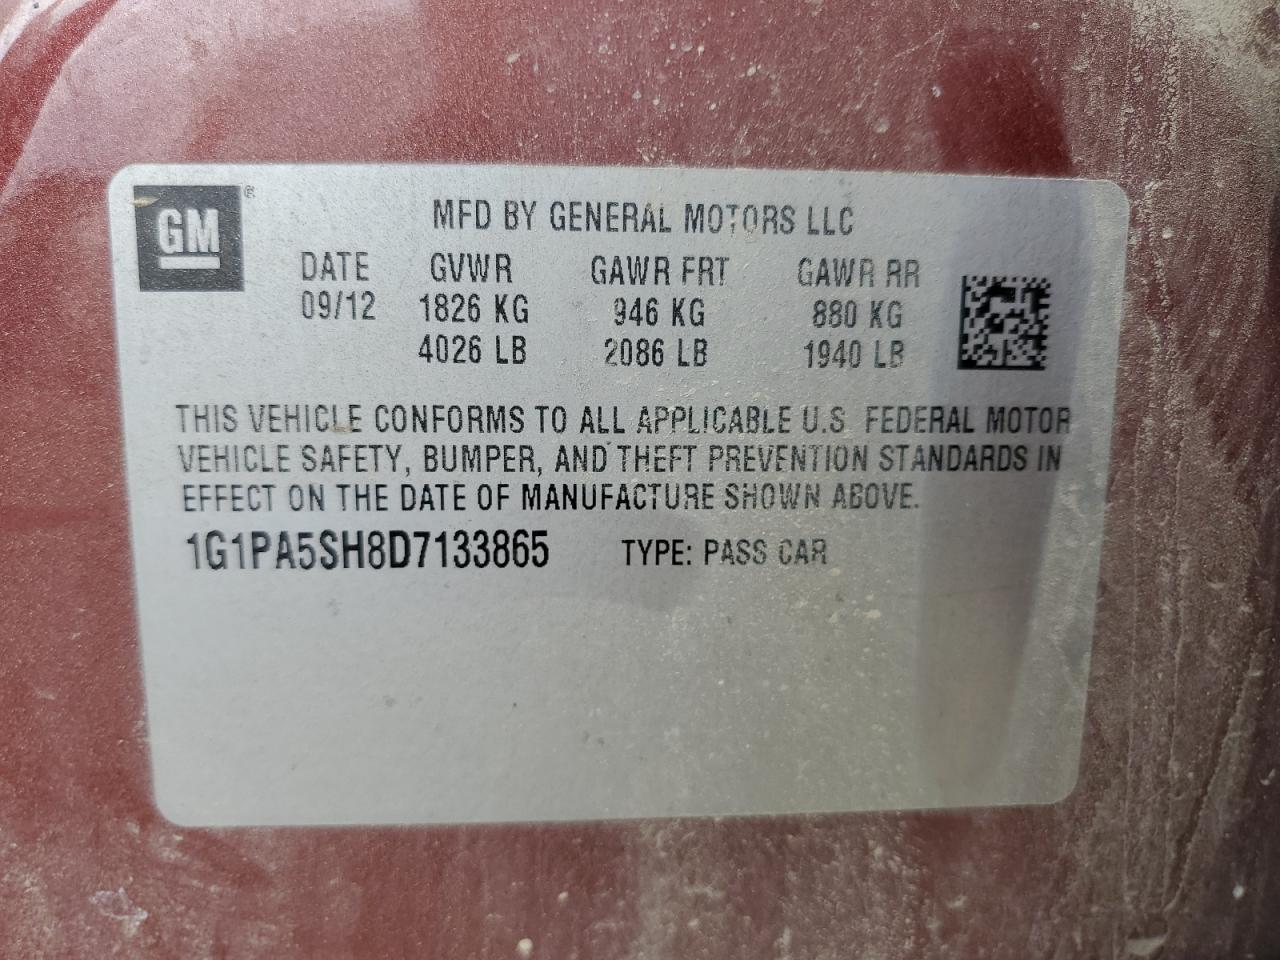 GM®
MFD BY GENERAL MOTORS LLC
DATE GVWR GAWR FRT GAWR RR
09/12 1826 KG 946 KG 880 KG
4026 LB 2086 LB 1940 LB
THIS VEHICLE CONFORMS TO ALL APPLICABLE U.S FEDERAL MOTOR
VEHICLE SAFETY, BUMPER, AND THEFT PREVENTION STANDARDS IN
EFFECT ON THE DATE OF MANUFACTURE SHOWN ABOVE.
1G1PA5SH8D7133865 TYPE: PASS CAR